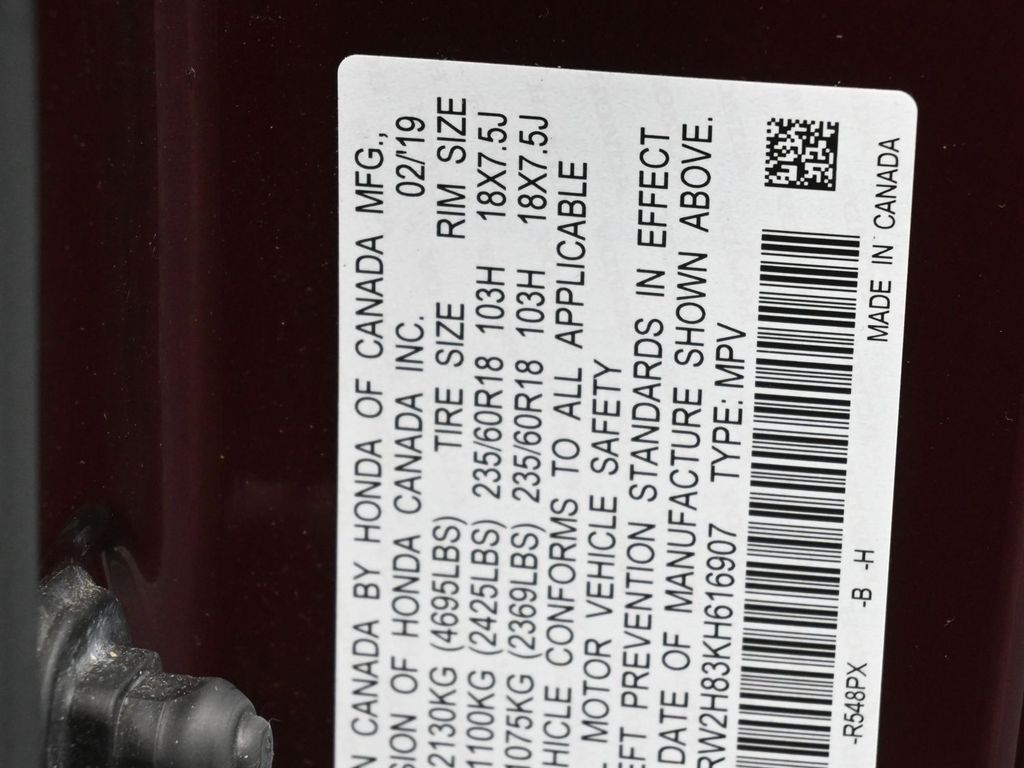 N CANADA BY HONDA OF CANADA MFG.,
SION OF HONDA CANADA INC. 02/'19
TIRE SIZE RIM SIZE
2130KG (4695LBS)
1100KG (2425LBS) 235/60R18 103H 18X7.5J
1075KG (2369LBS) 235/60R18 103H 18X7.5J
HICLE CONFORMS TO ALL APPLICABLE
MOTOR VEHICLE SAFETY
EFT PREVENTION STANDARDS IN EFFECT
DATE OF MANUFACTURE SHOWN ABOVE.
RW2H83KH616907 TYPE: MPV
-R548PX -B -H MADE IN CANADA